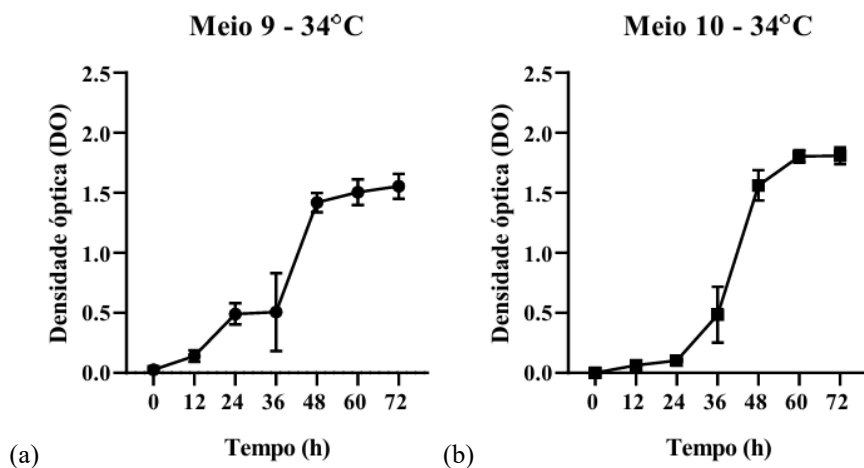 Meio 9 - 34°C
Densidade óptica (DO)
2.5
2.0
1.5
1.0
0.5
0.0
0 12 24 36 48 60 72
Tempo (h)
(a)
Meio 10 - 34°C
Densidade óptica (DO)
2.5
2.0
1.5
1.0
0.5
0.0
0 12 24 36 48 60 72
Tempo (h)
(b)